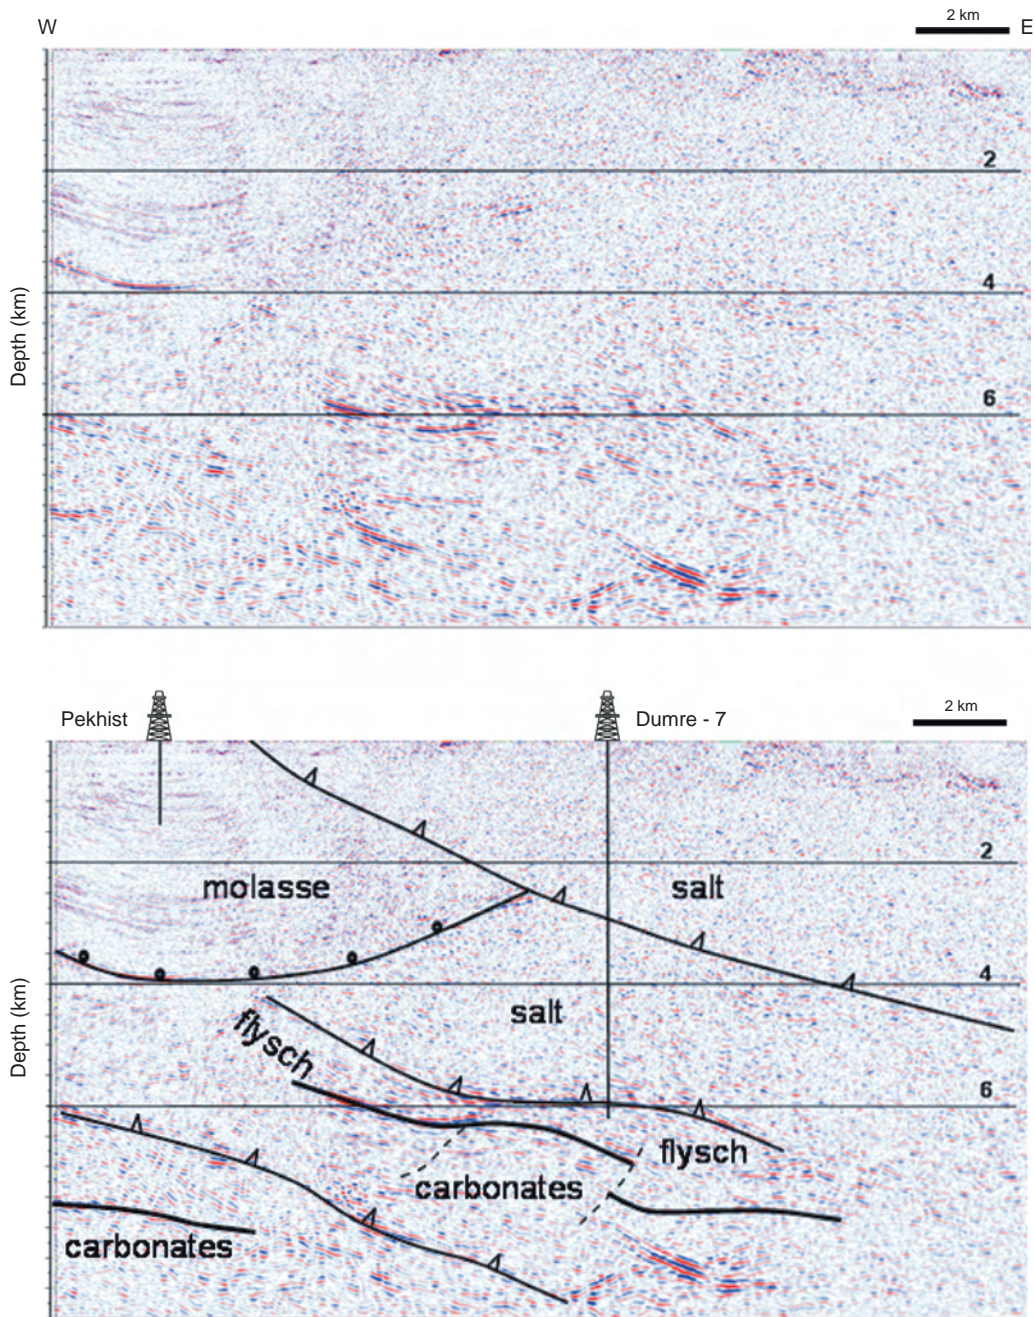 W
2 km
E
2
4
6
Depth (km)
Pekhist
Dumre - 7
2 km
2
molasse
salt
4
salt
flysch
6
flysch
carbonates
carbonates
Depth (km)